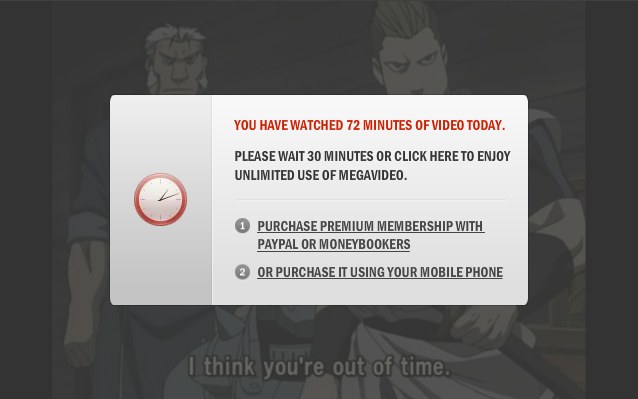 YOU HAVE WATCHED 72 MINUTES OF VIDEO TODAY.
PLEASE WAIT 30 MINUTES OR CLICK HERE TO ENJOY
UNLIMITED USE OF MEGAVIDEO.
1 PURCHASE PREMIUM MEMBERSHIP WITH
PAYPAL OR MONEYBOOKERS
2 OR PURCHASE IT USING YOUR MOBILE PHONE
I think you're out of time.